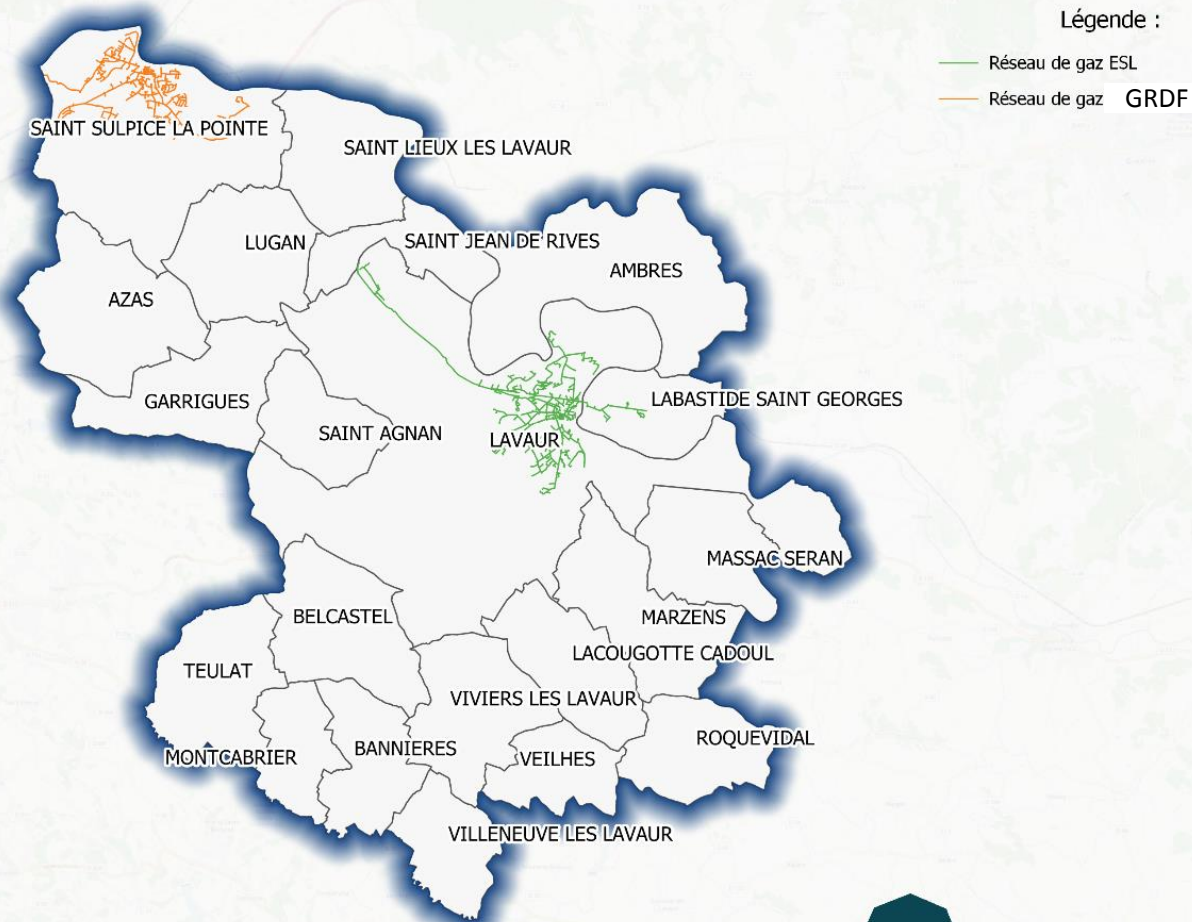 Légende :
Réseau de gaz ESL
Réseau de gaz GRDF
SAINT SULPICE LA POINTE
SAINT LIEUX LES LAVAUR
LUGAN
SAINT JEAN DE RIVES
AMBRES
AZAS
GARRIGUES
LABASTIDE SAINT GEORGES
SAINT AGNAN
LAVAUR
MASSAC SERAN
BELCASTEL
MARZENS
LACOUGOTTE CADOUL
TEULAT
VIVIERS LES LAVAUR
ROQUEVIDAL
MONTCABRIER
BANNIERES
VEILHES
VILLENEUVE LES LAVAUR